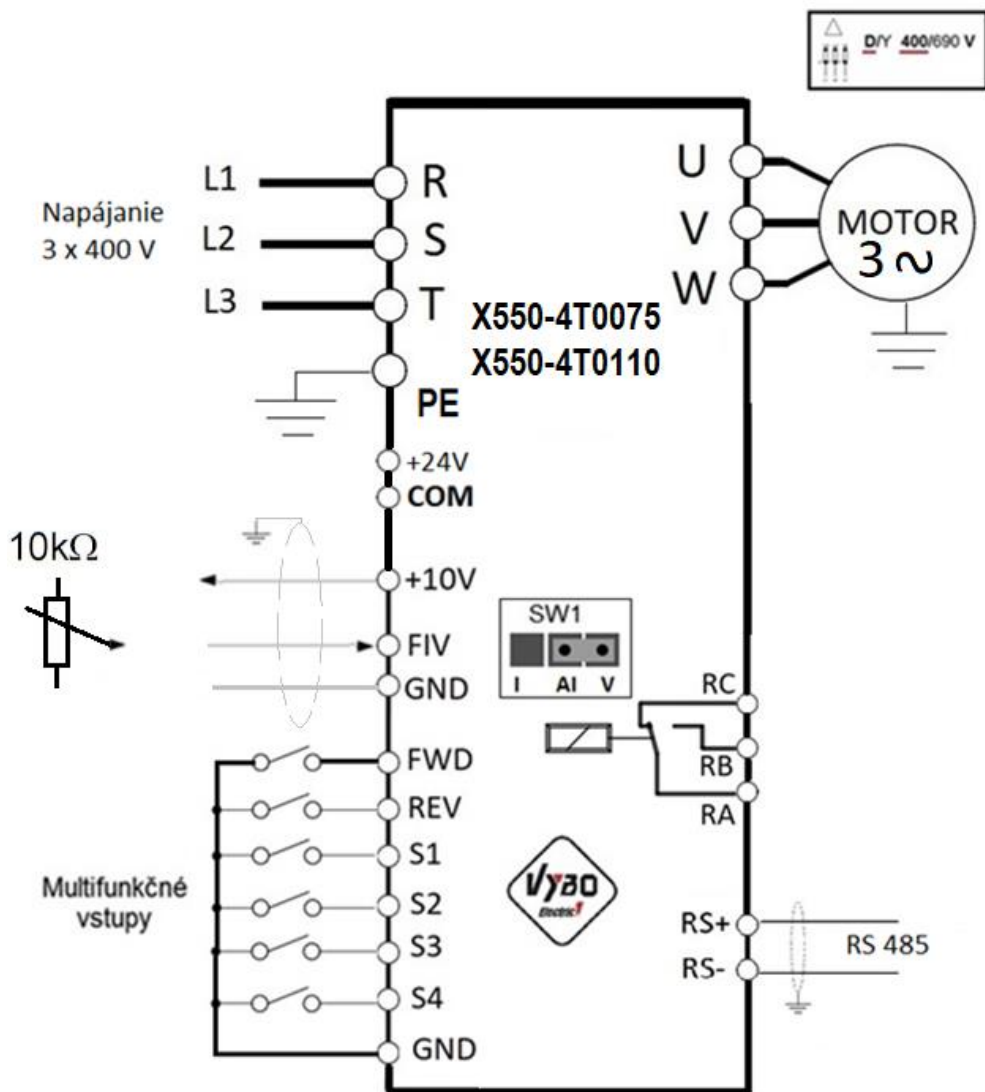 D/Y 400/690 V
L1
R
U
Napájanie
3 x 400 V
L2
S
V
MOTOR
3 ~
L3
T
W
X550-4T0075
X550-4T0110
PE
+24V
COM
10kΩ
+10V
FIV
GND
SW1
I AI V
RC
RB
RA
FWD
REV
S1
Multifunkčné
vstupy
S2
S3
S4
GND
VYBO
Electric
RS+
RS-
RS 485